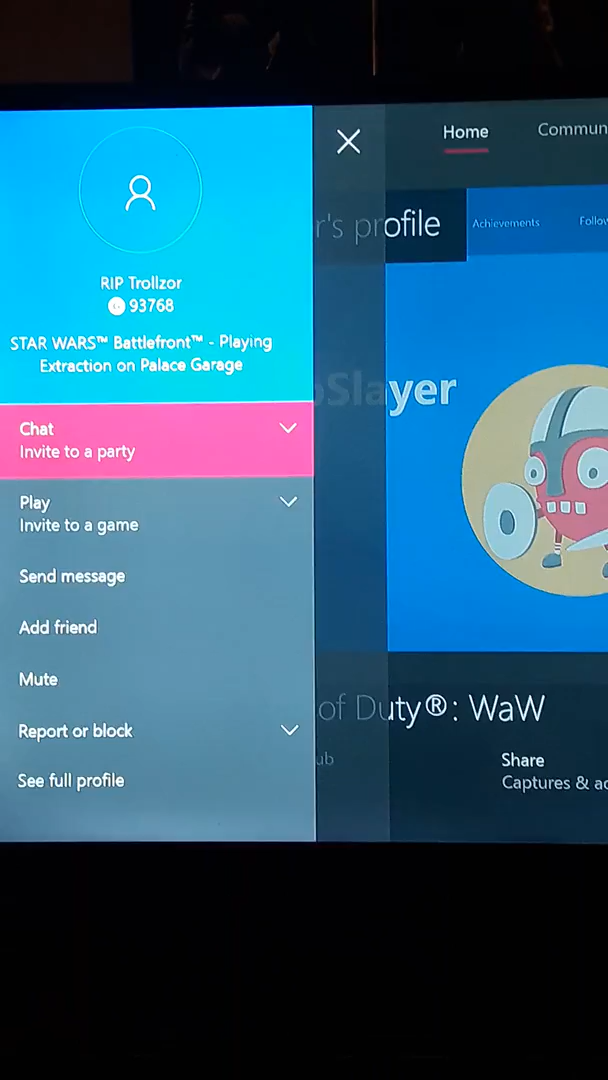 RIP Trollzor
G 93768
STAR WARS™ Battlefront™ - Playing
Extraction on Palace Garage
Chat
Invite to a party
Play
Invite to a game
Send message
Add friend
Mute
Report or block
See full profile
Home
Commun
r's profile
Achievements
Follow
oSlayer
of Duty®: WaW
ub
Share
Captures & ac